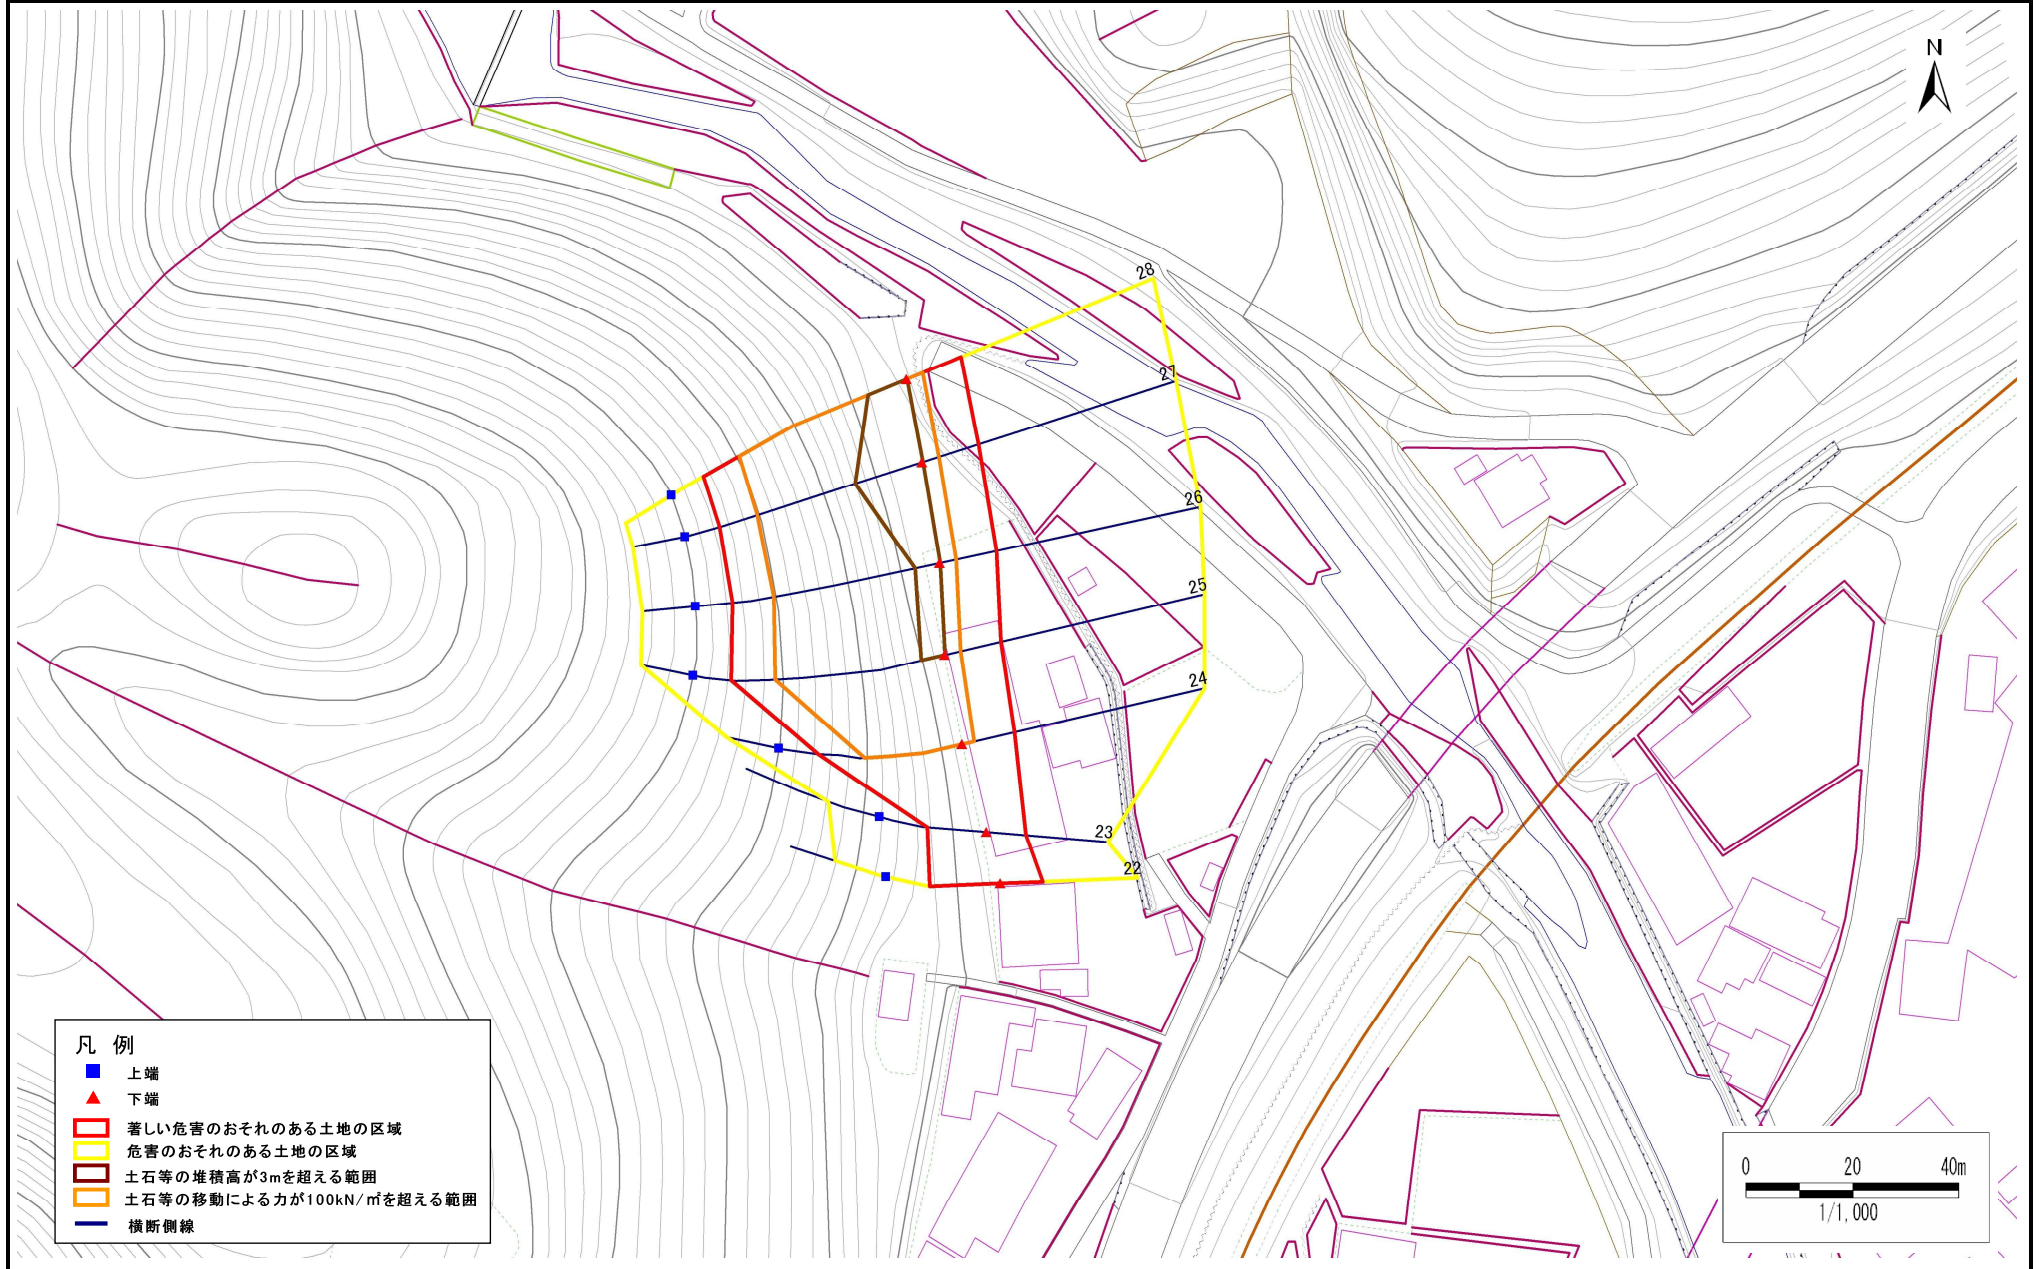 N
28
27
26
25
24
23
22
凡 例
上端
下端
著しい危害のおそれのある土地の区域
危害のおそれのある土地の区域
土石等の堆積高が3mを超える範囲
土石等の移動による力が100kN/㎡を超える範囲
横断側線
0 20 40m
1/1,000